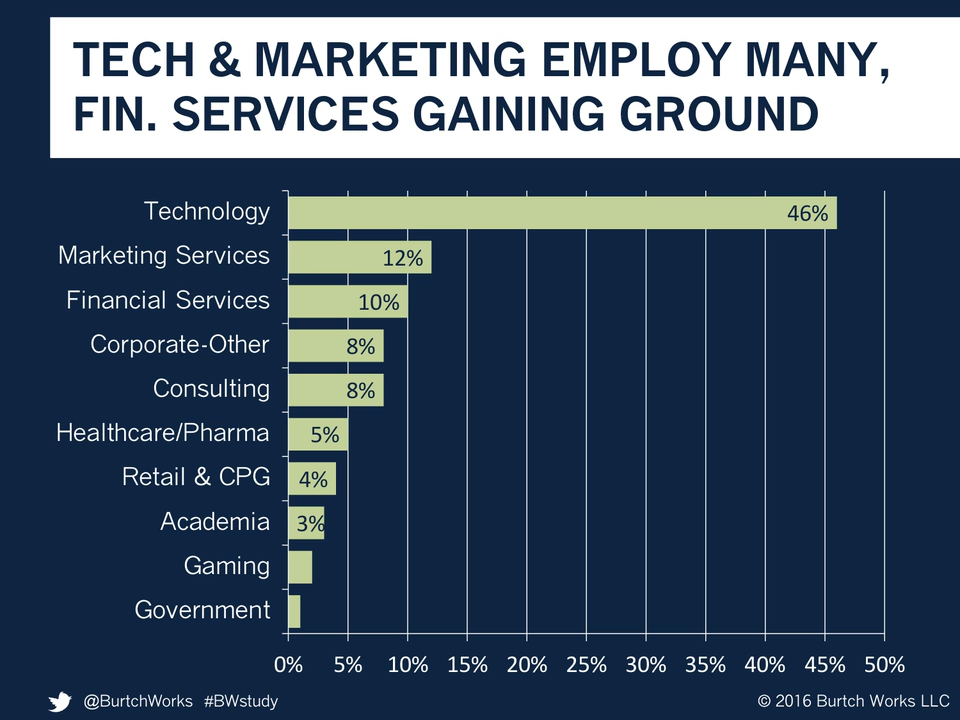 TECH & MARKETING EMPLOY MANY,
FIN. SERVICES GAINING GROUND
Technology 46%
Marketing Services 12%
Financial Services 10%
Corporate-Other 8%
Consulting 8%
Healthcare/Pharma 5%
Retail & CPG 4%
Academia 3%
Gaming
Government
0% 5% 10% 15% 20% 25% 30% 35% 40% 45% 50%
@BurtchWorks #BWstudy © 2016 Burtch Works LLC